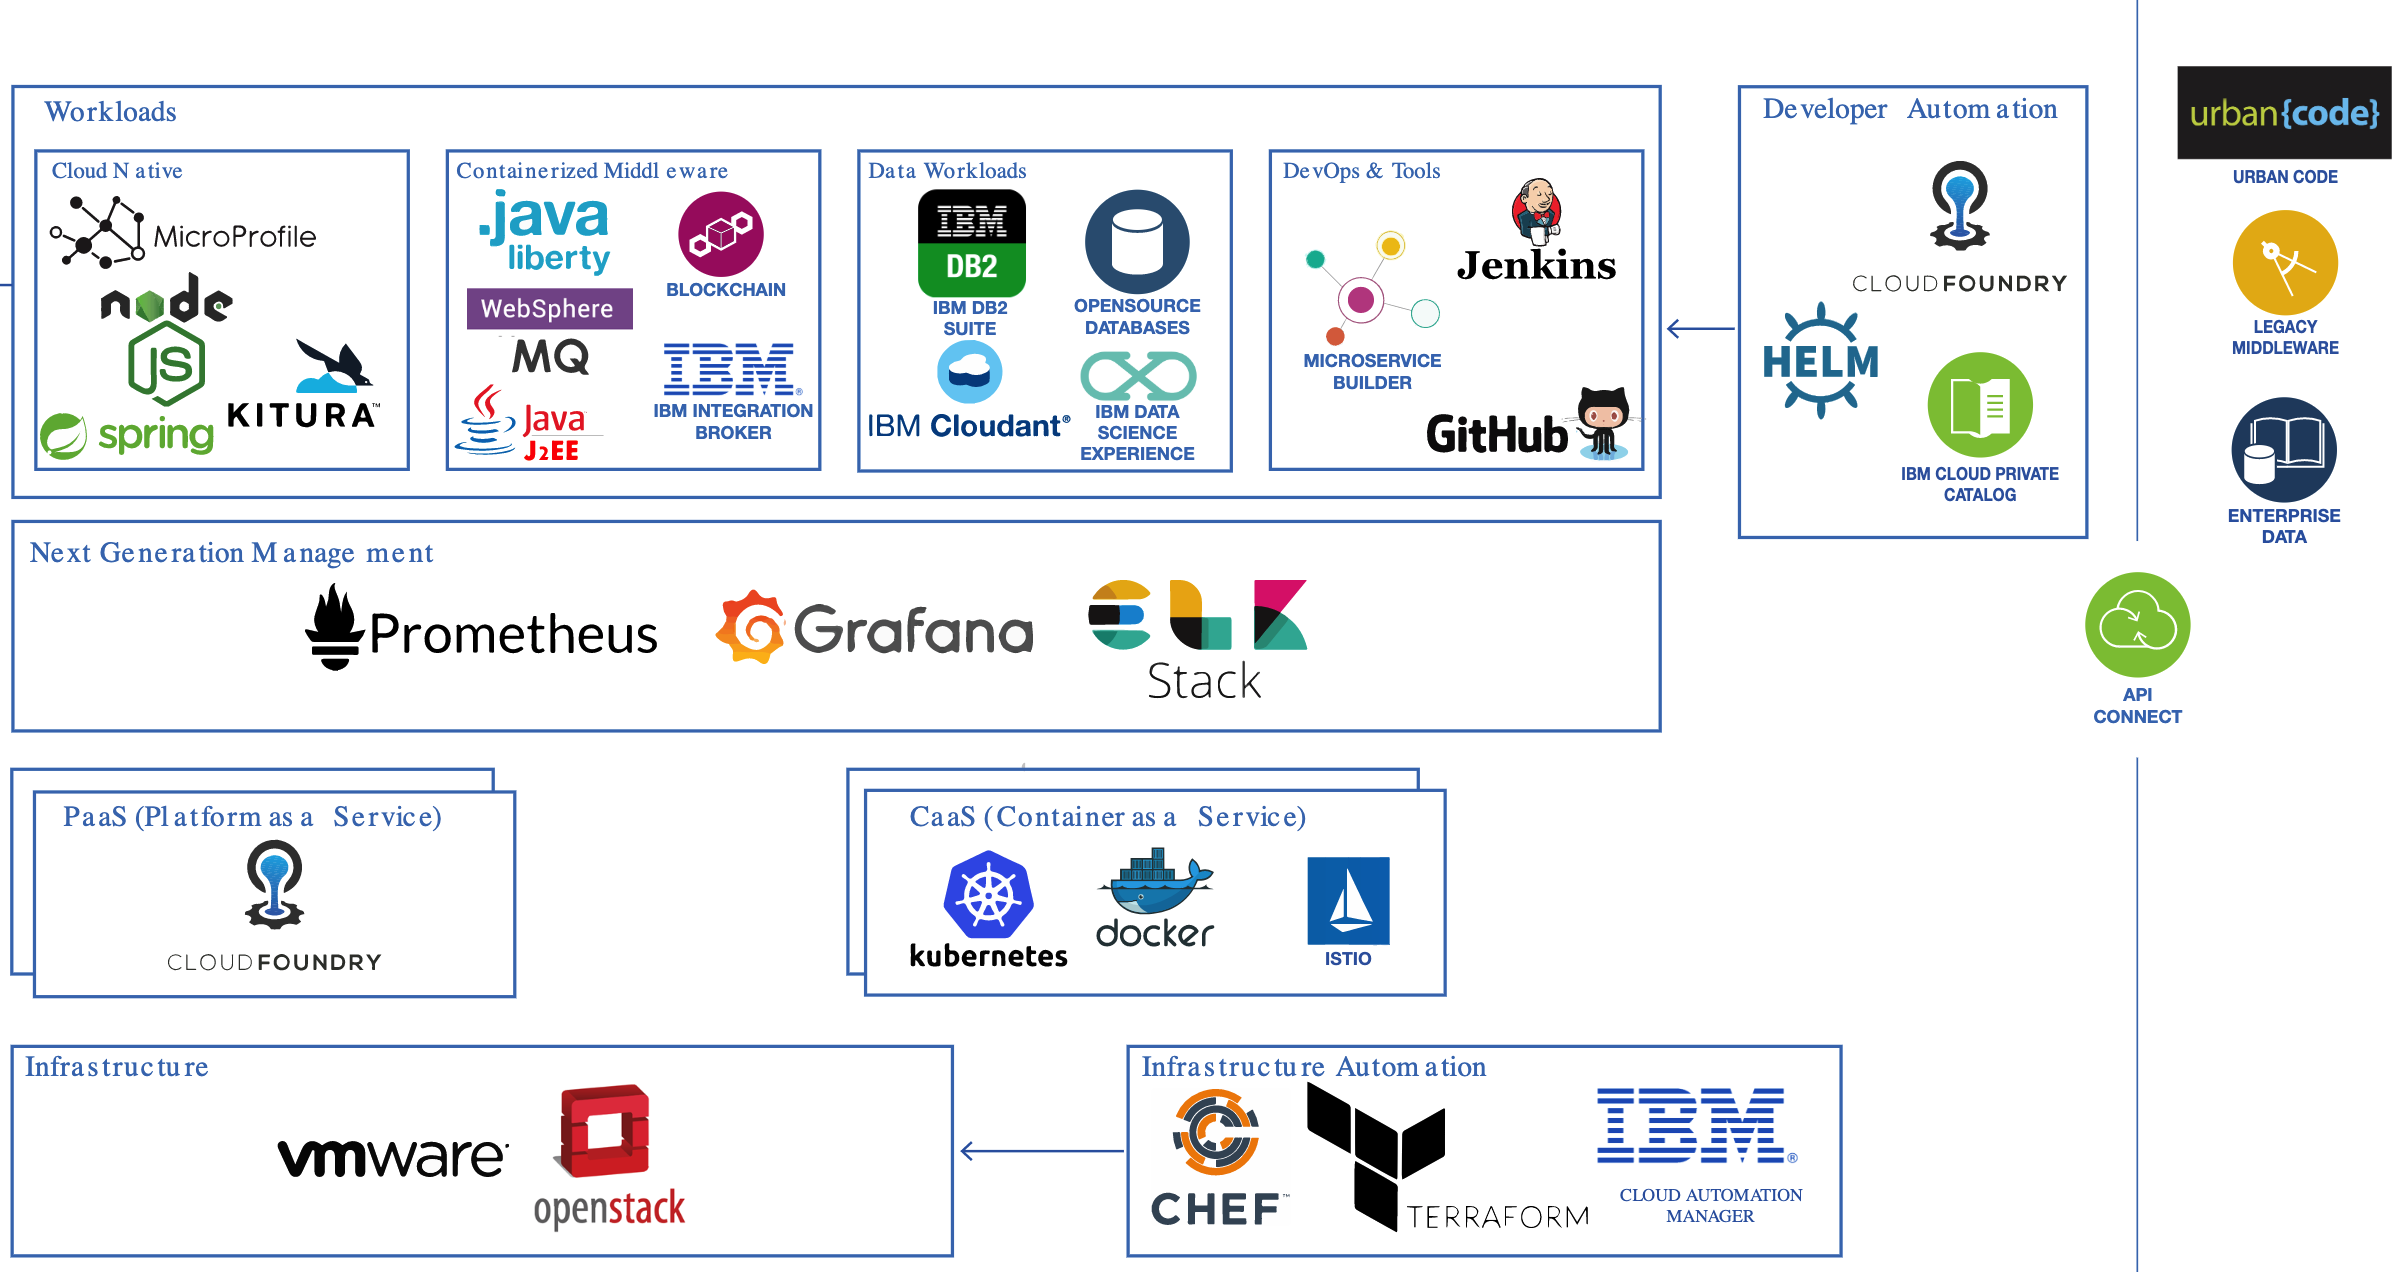 Workloads
Cloud Native
MicroProfile
node
JS
spring
KITURA™
Containerized Middleware
.java
liberty
WebSphere
MQ
Java
J2EE
BLOCKCHAIN
IBM®
IBM INTEGRATION
BROKER
Data Workloads
IBM
DB2
IBM DB2
SUITE
IBM Cloudant®
OPENSOURCE
DATABASES
IBM DATA
SCIENCE
EXPERIENCE
DevOps & Tools
Jenkins
MICROSERVICE
BUILDER
GitHub
Developer Automation
CLOUDFOUNDRY
HELM
IBM CLOUD PRIVATE
CATALOG
urban{code}
URBAN CODE
LEGACY
MIDDLEWARE
ENTERPRISE
DATA
API
CONNECT
Next Generation Management
Prometheus
Grafana
ELK
Stack
PaaS (Platform as a Service)
CLOUDFOUNDRY
CaaS (Container as a Service)
kubernetes
docker
ISTIO
Infrastructure
vmware
openstack
Infrastructure Automation
CHEF™
TERRAFORM
IBM®
CLOUD AUTOMATION
MANAGER